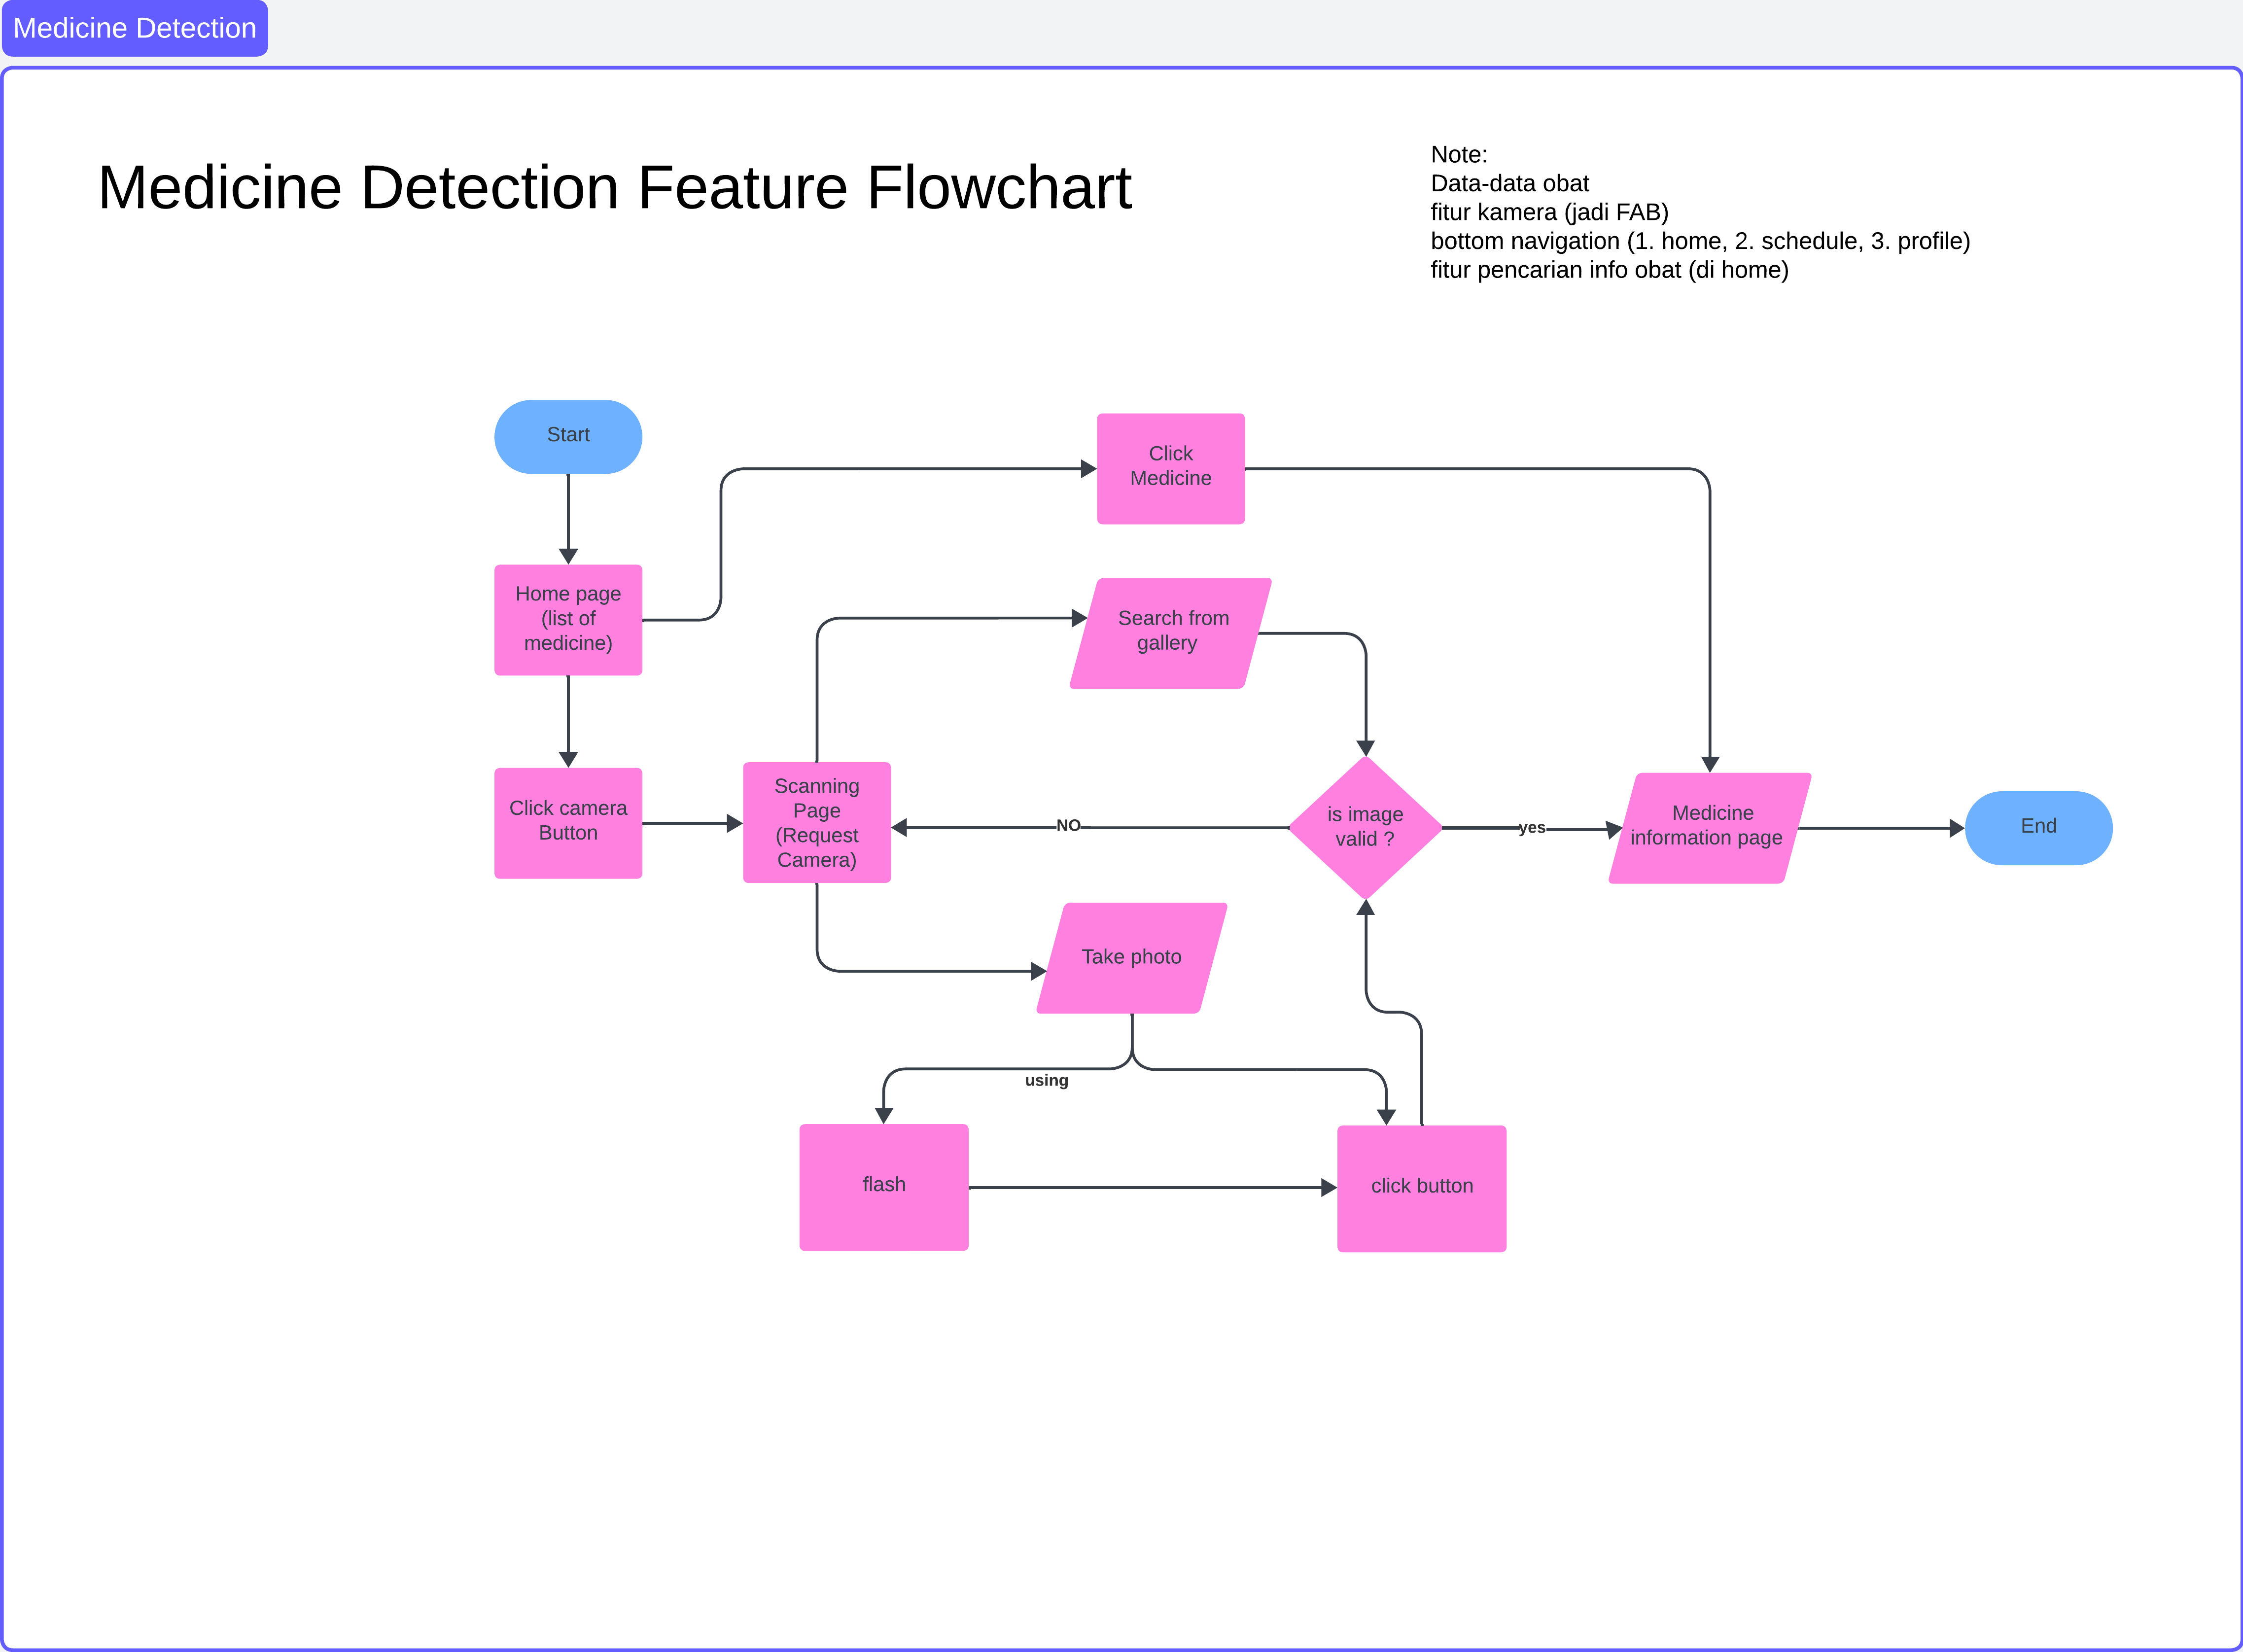 Medicine Detection
Medicine Detection Feature Flowchart
Note:
Data-data obat
fitur kamera (jadi FAB)
bottom navigation (1. home, 2. schedule, 3. profile)
fitur pencarian info obat (di home)
Start
Click
Medicine
Home page
(list of
medicine)
Search from
gallery
Click camera
Button
Scanning
Page
(Request
Camera)
NO
is image
valid ?
yes
Medicine
information page
End
Take photo
using
flash
click button